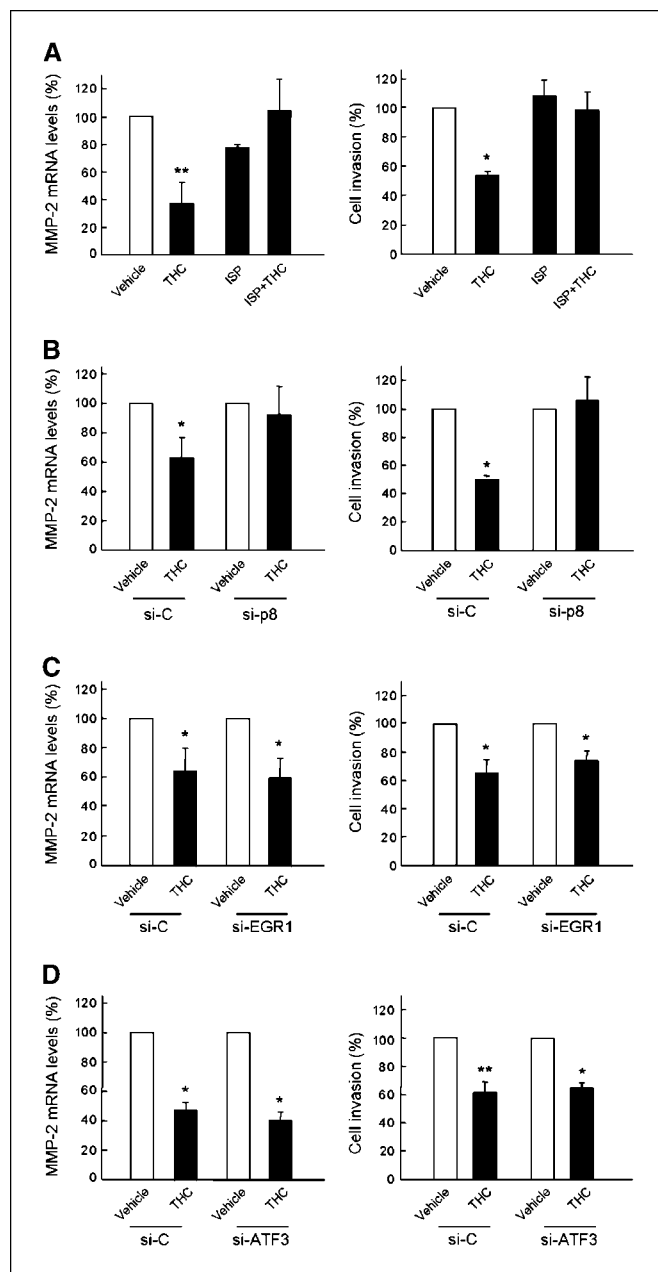 A
MMP-2 mRNA levels (%)
120
100
80
60
40
20
0
**
Vehicle THC ISP ISP+THC
Cell invasion (%)
120
100
80
60
40
20
0
*
Vehicle THC ISP ISP+THC
B
MMP-2 mRNA levels (%)
120
100
80
60
40
20
0
*
Vehicle THC Vehicle THC
si-C si-p8
Cell invasion (%)
120
100
80
60
40
20
0
*
Vehicle THC Vehicle THC
si-C si-p8
C
MMP-2 mRNA levels (%)
120
100
80
60
40
20
0
* *
Vehicle THC Vehicle THC
si-C si-EGR1
Cell invasion (%)
120
100
80
60
40
20
0
* *
Vehicle THC Vehicle THC
si-C si-EGR1
D
MMP-2 mRNA levels (%)
120
100
80
60
40
20
0
* *
Vehicle THC Vehicle THC
si-C si-ATF3
Cell invasion (%)
120
100
80
60
40
20
0
** *
Vehicle THC Vehicle THC
si-C si-ATF3